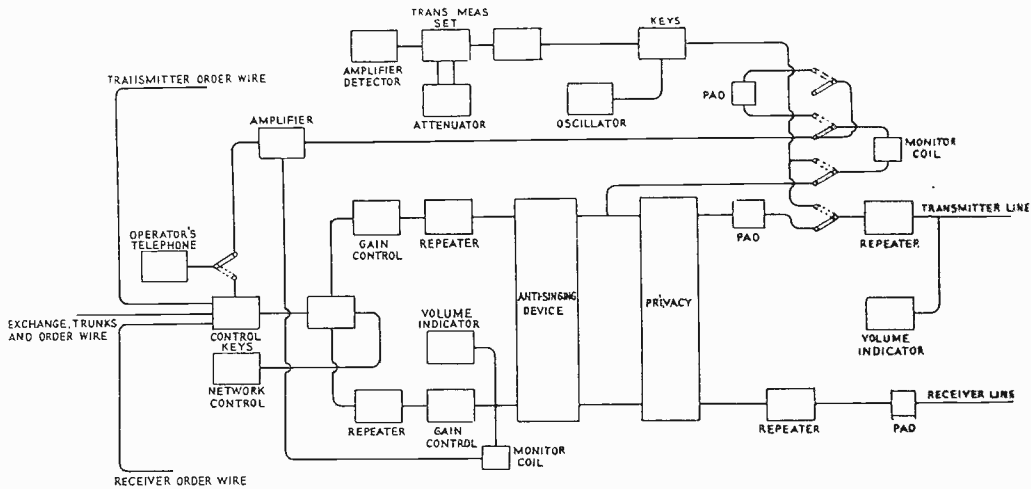 TRANS MEAS
SET
KEYS
AMPLIFIER
DETECTOR
ATTENUATOR
OSCILLATOR
PAD
TRANSMITTER ORDER WIRE
AMPLIFIER
MONITOR
COIL
OPERATOR'S
TELEPHONE
GAIN
CONTROL
REPEATER
PAD
REPEATER
TRANSMITTER LINE
ANTI-SINGING
DEVICE
PRIVACY
EXCHANGE, TRUNKS
AND ORDER WIRE
CONTROL
KEYS
VOLUME
INDICATOR
VOLUME
INDICATOR
NETWORK
CONTROL
REPEATER
GAIN
CONTROL
MONITOR
COIL
REPEATER
PAD
RECEIVER LINE
RECEIVER ORDER WIRE